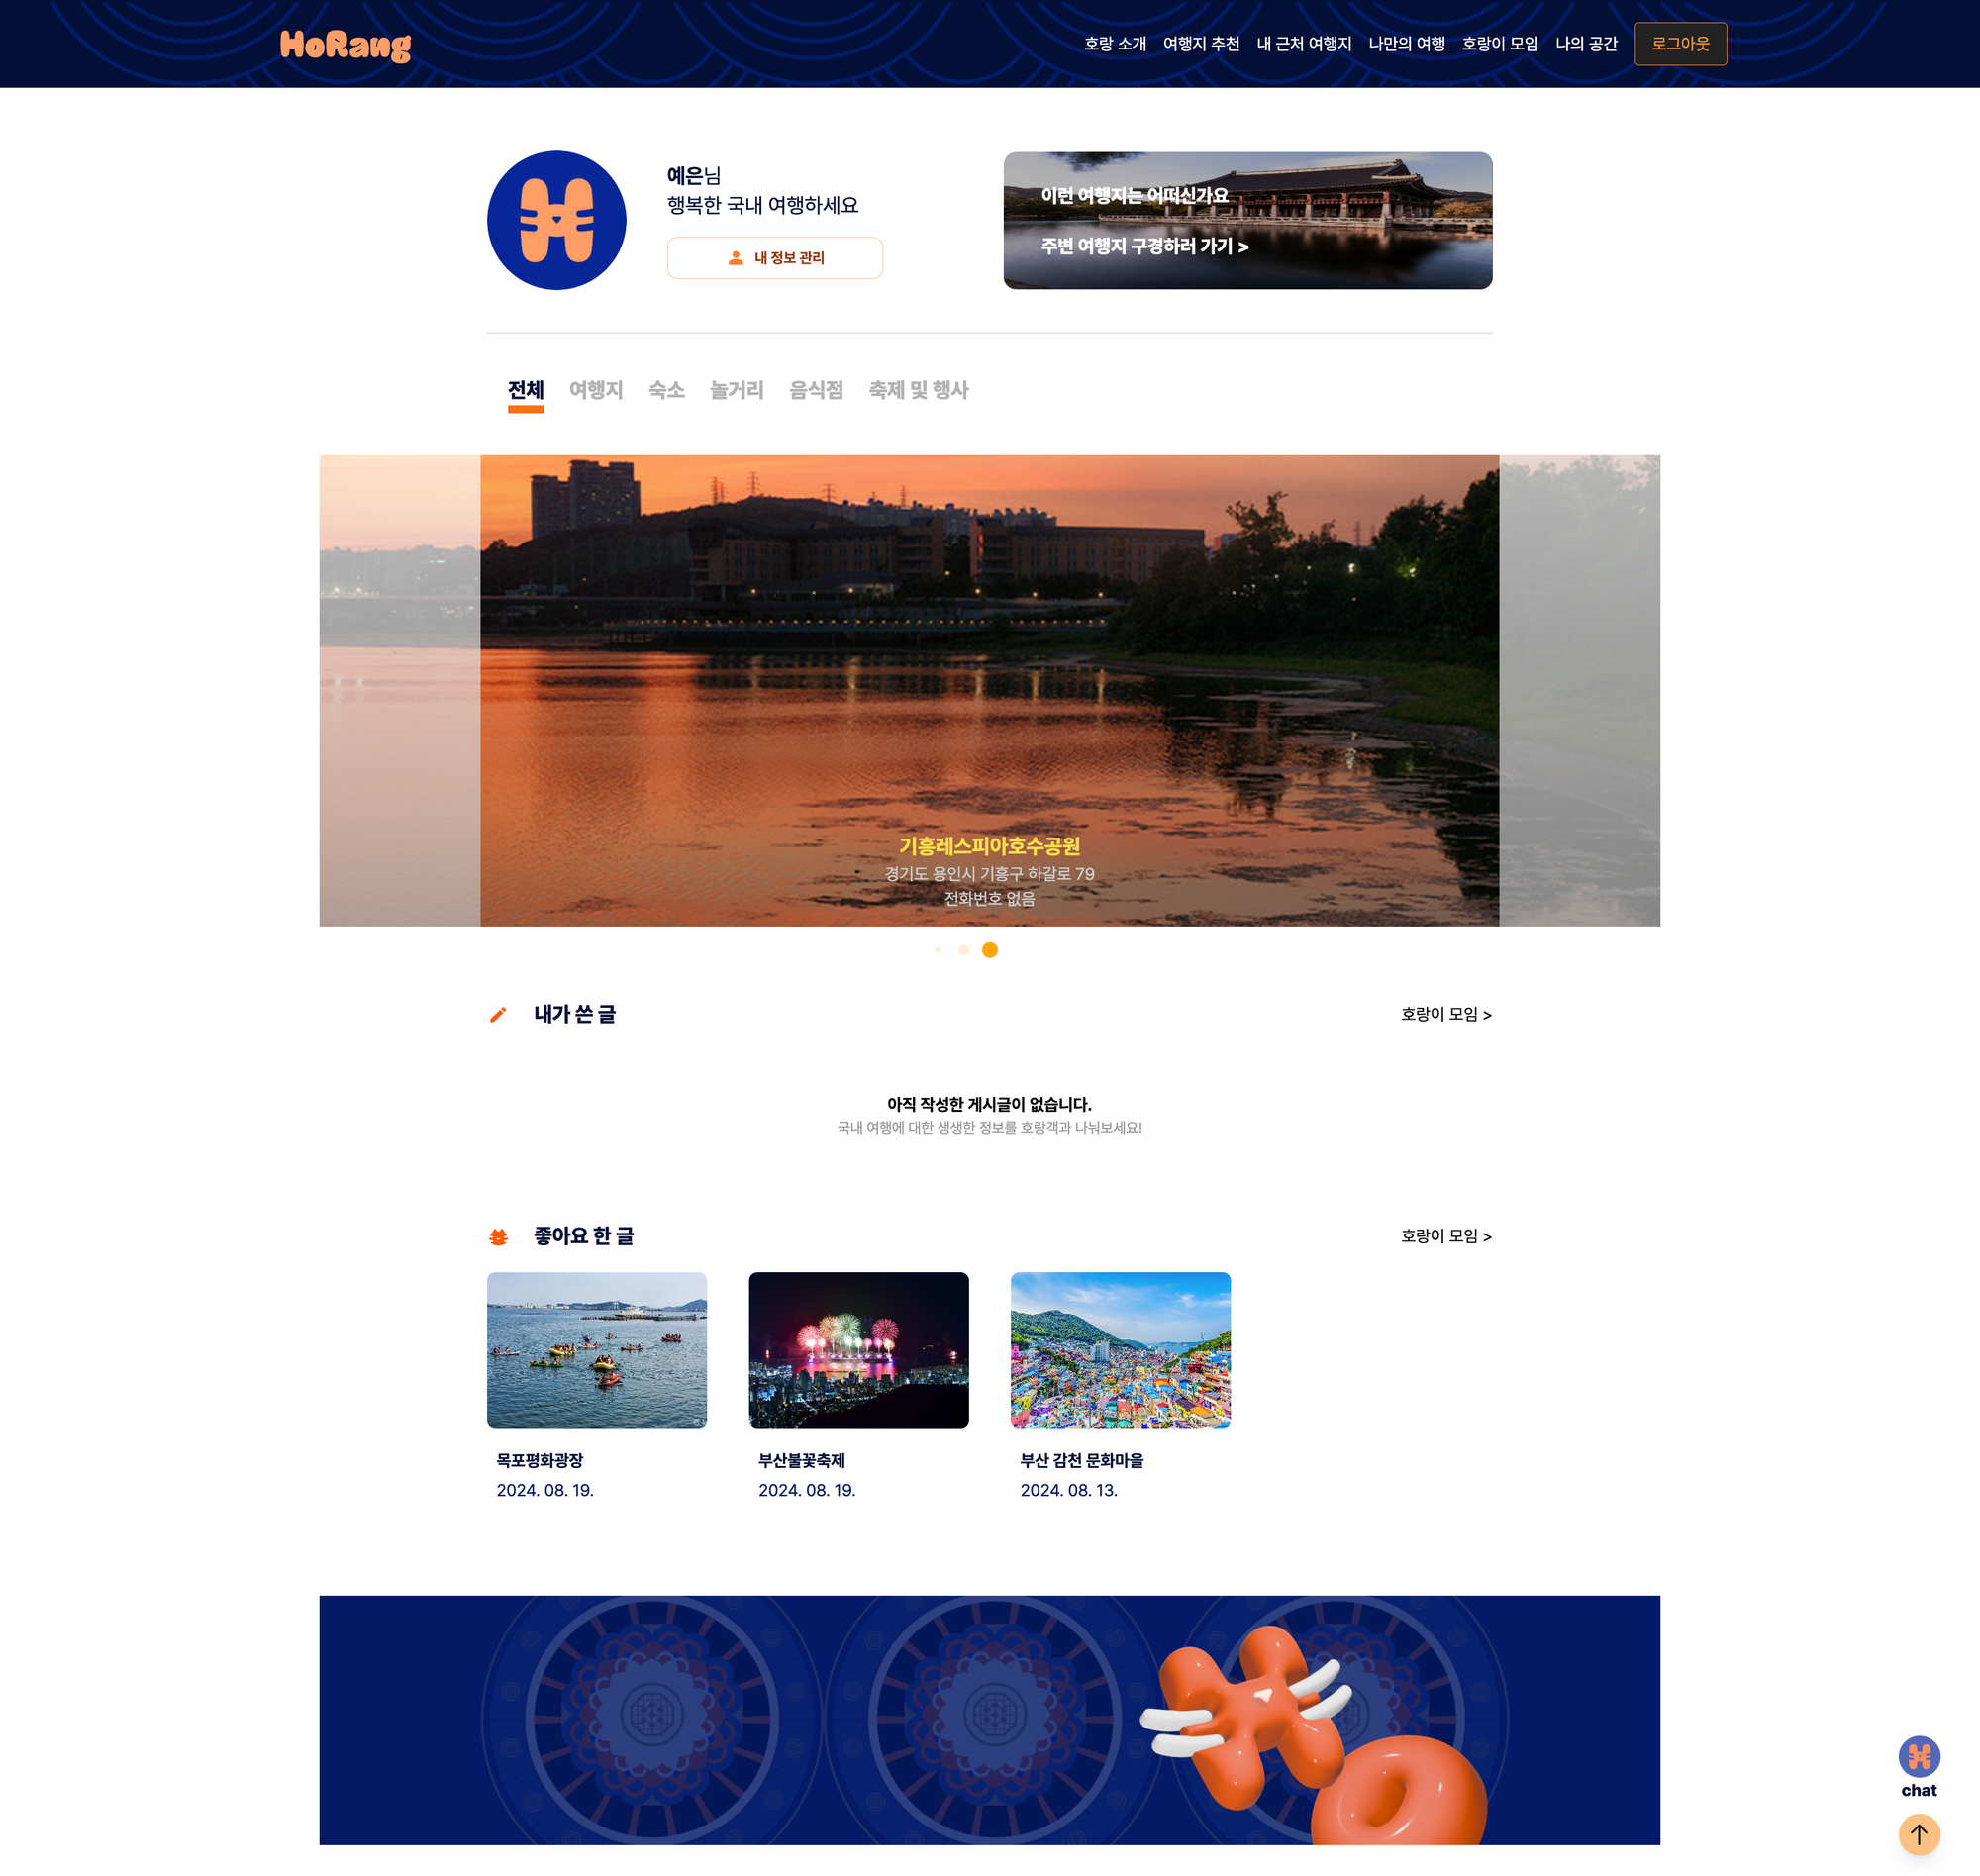 HoRang
호랑 소개 여행지 추천 내 근처 여행지 나만의 여행 호랑이 모임 나의 공간 로그아웃
예은님
행복한 국내 여행하세요
내 정보 관리
이런 여행지는 어떠신가요
주변 여행지 구경하러 가기 >
전체 여행지 숙소 놀거리 음식점 축제 및 행사
기흥레스피아호수공원
경기도 용인시 기흥구 하갈로 79
전화번호 없음
내가 쓴 글
호랑이 모임 >
아직 작성한 게시글이 없습니다.
국내 여행에 대한 생생한 정보를 호랑객과 나눠보세요!
좋아요 한 글
호랑이 모임 >
목포평화광장
2024. 08. 19.
부산불꽃축제
2024. 08. 19.
부산 감천 문화마을
2024. 08. 13.
chat